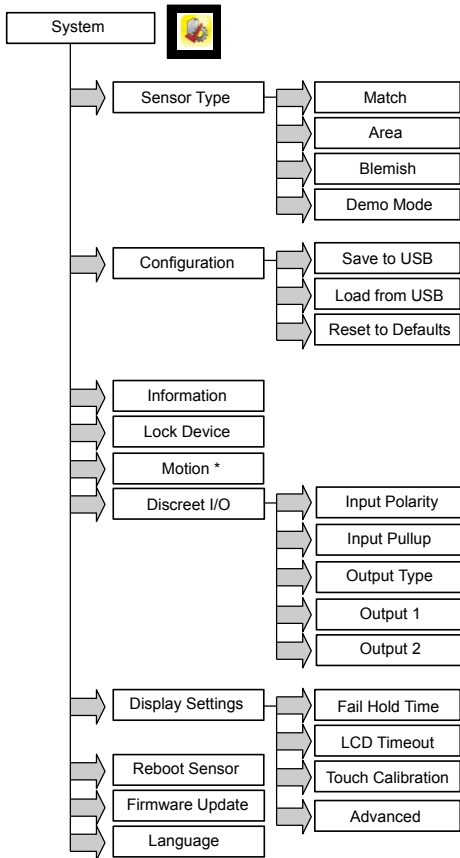 System
Sensor Type
Match
Area
Blemish
Demo Mode
Configuration
Save to USB
Load from USB
Reset to Defaults
Information
Lock Device
Motion *
Discreet I/O
Input Polarity
Input Pullup
Output Type
Output 1
Output 2
Display Settings
Fail Hold Time
LCD Timeout
Touch Calibration
Advanced
Reboot Sensor
Firmware Update
Language